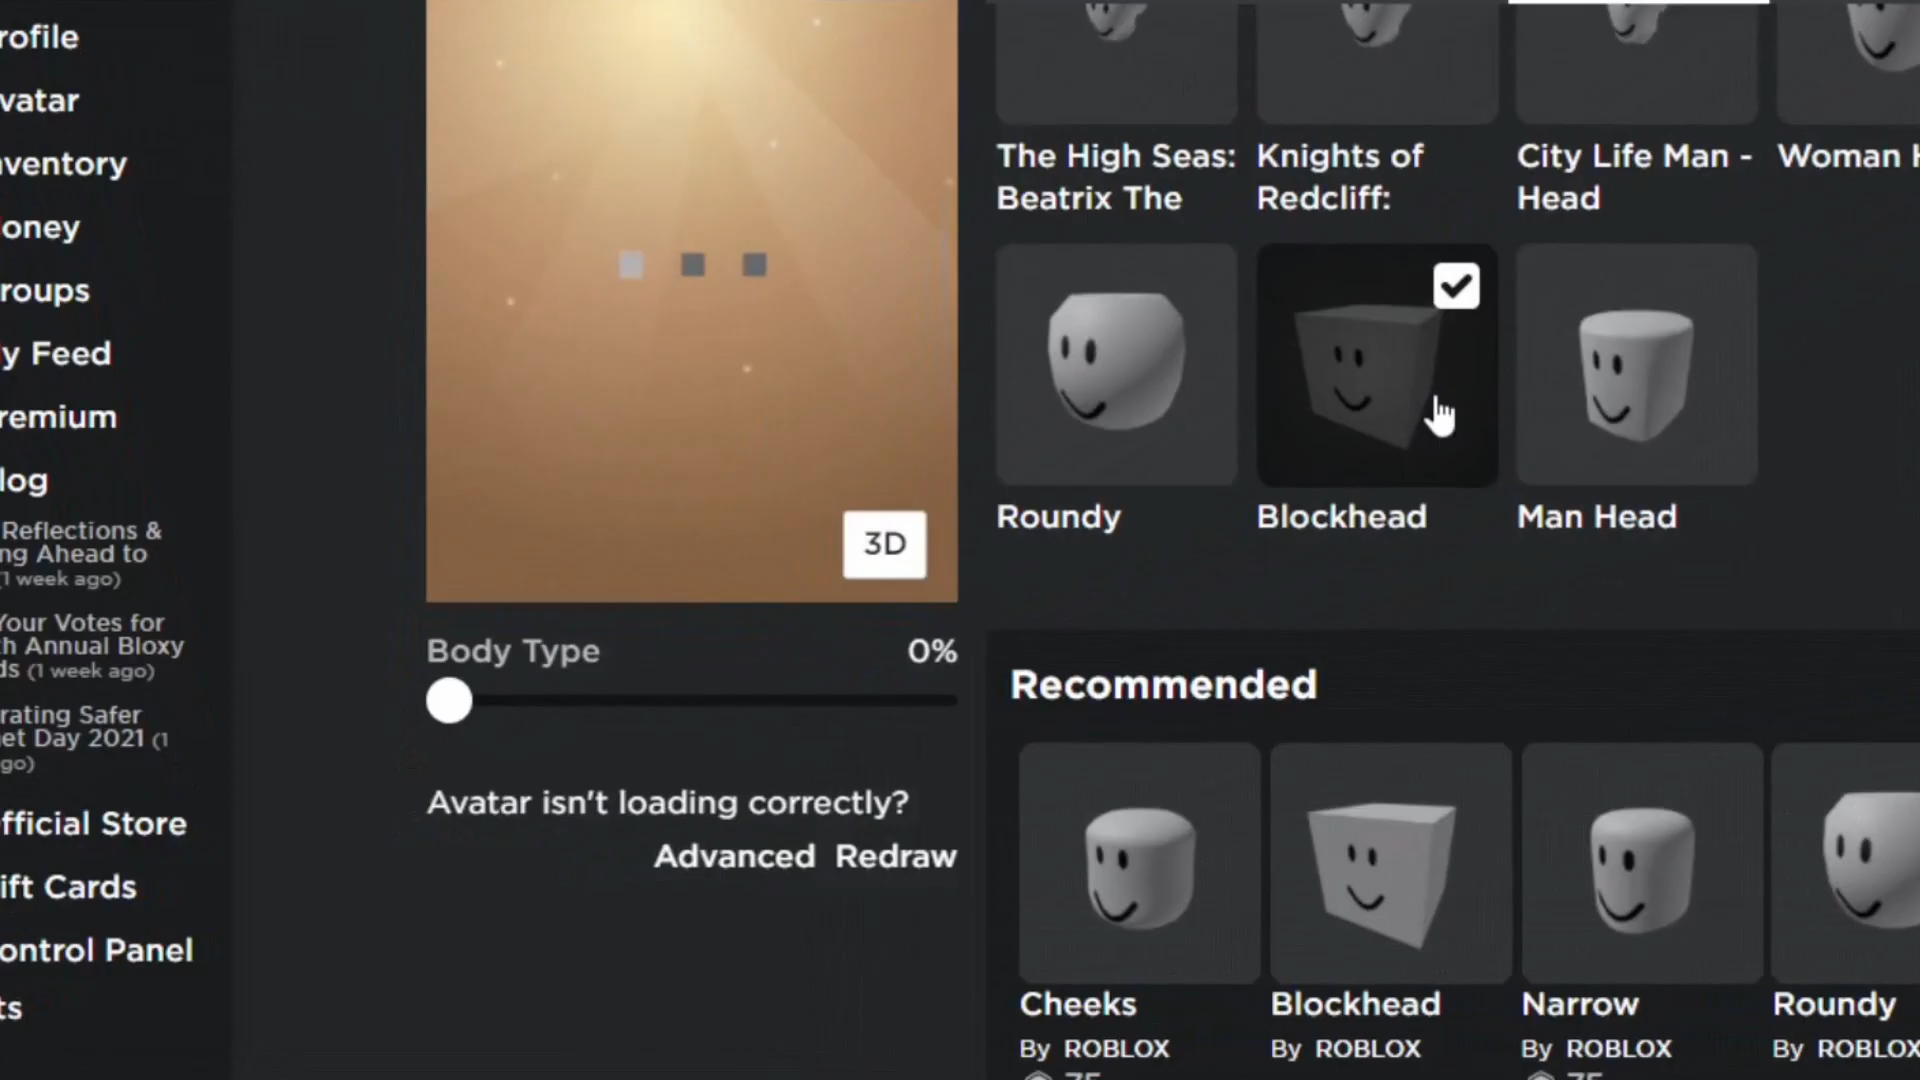 rofile
vatar
nventory
oney
roups
y Feed
remium
log
Reflections &
ng Ahead to
(1 week ago)
Your Votes for
th Annual Bloxy
ds (1 week ago)
rating Safer
net Day 2021 (1
go)
fficial Store
ift Cards
ontrol Panel
ts
3D
Body Type 0%
Avatar isn't loading correctly?
Advanced Redraw
The High Seas:
Beatrix The
Knights of
Redcliff:
City Life Man -
Head
Woman H
Roundy
Blockhead
Man Head
Recommended
Cheeks
By ROBLOX
Blockhead
By ROBLOX
Narrow
By ROBLOX
Roundy
By ROBLOX